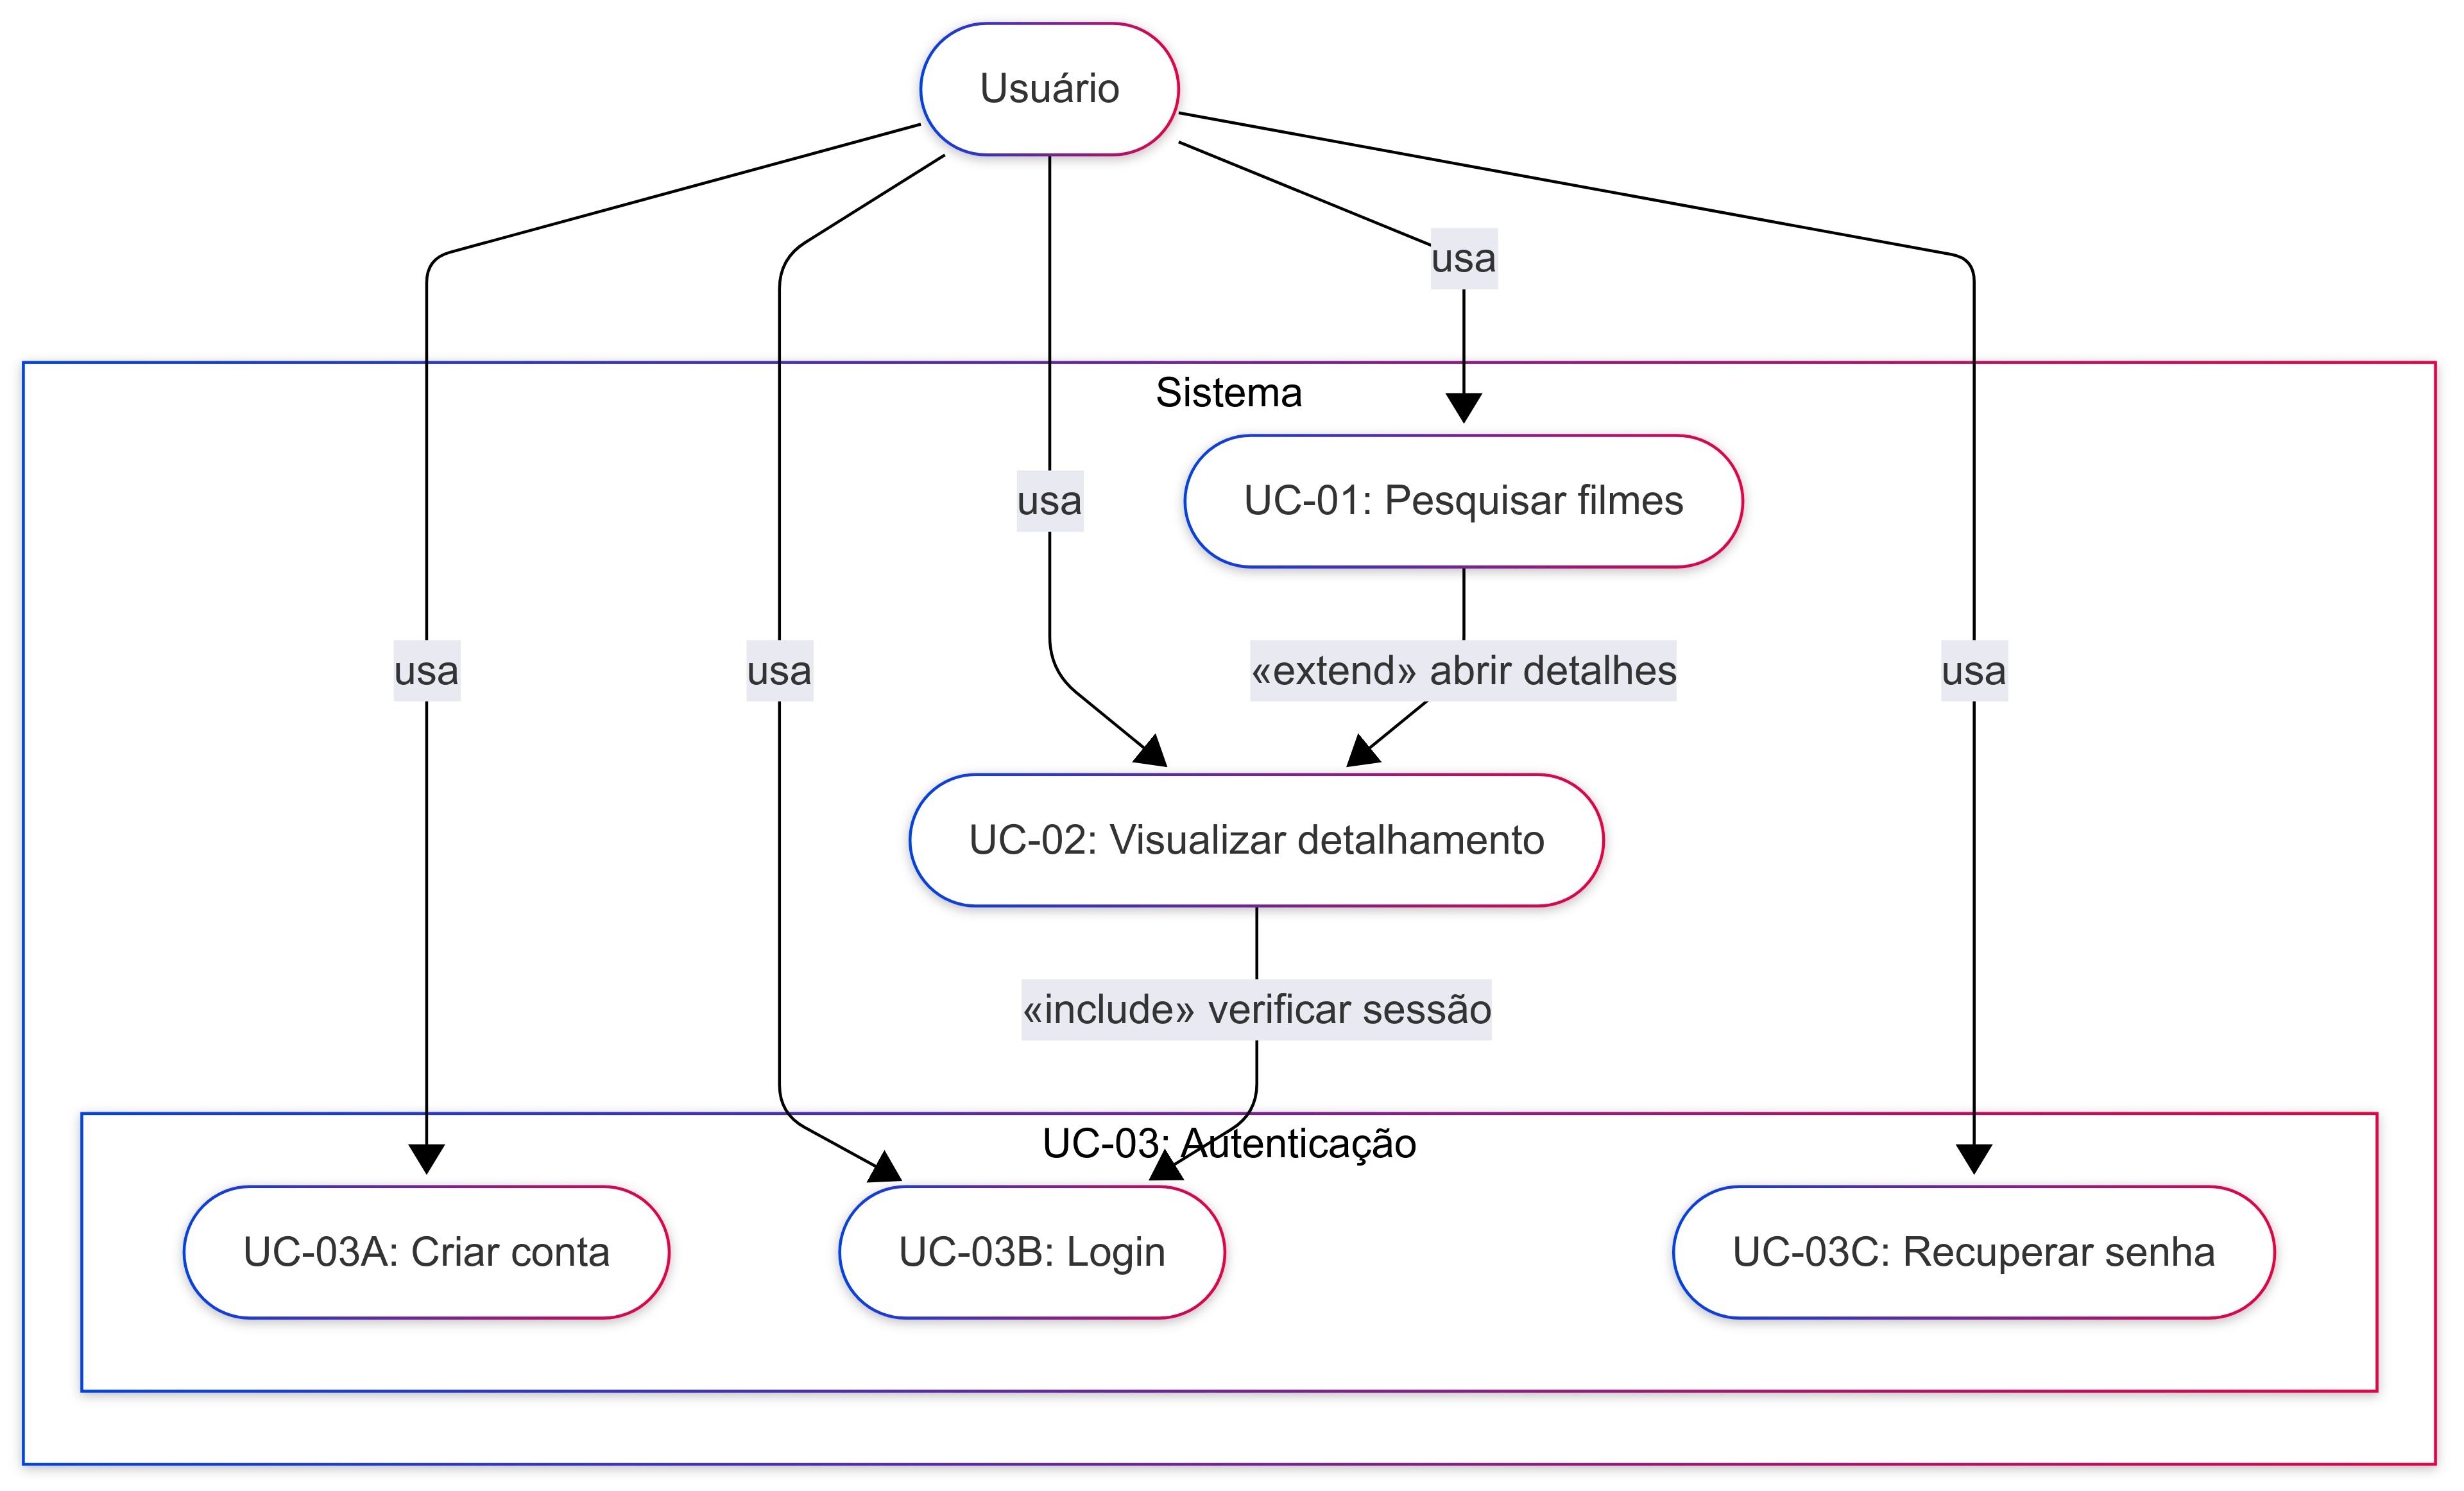 Usuário
usa
Sistema
usa
UC-01: Pesquisar filmes
usa
usa
«extend» abrir detalhes
usa
UC-02: Visualizar detalhamento
«include» verificar sessão
UC-03: Autenticação
UC-03A: Criar conta
UC-03B: Login
UC-03C: Recuperar senha